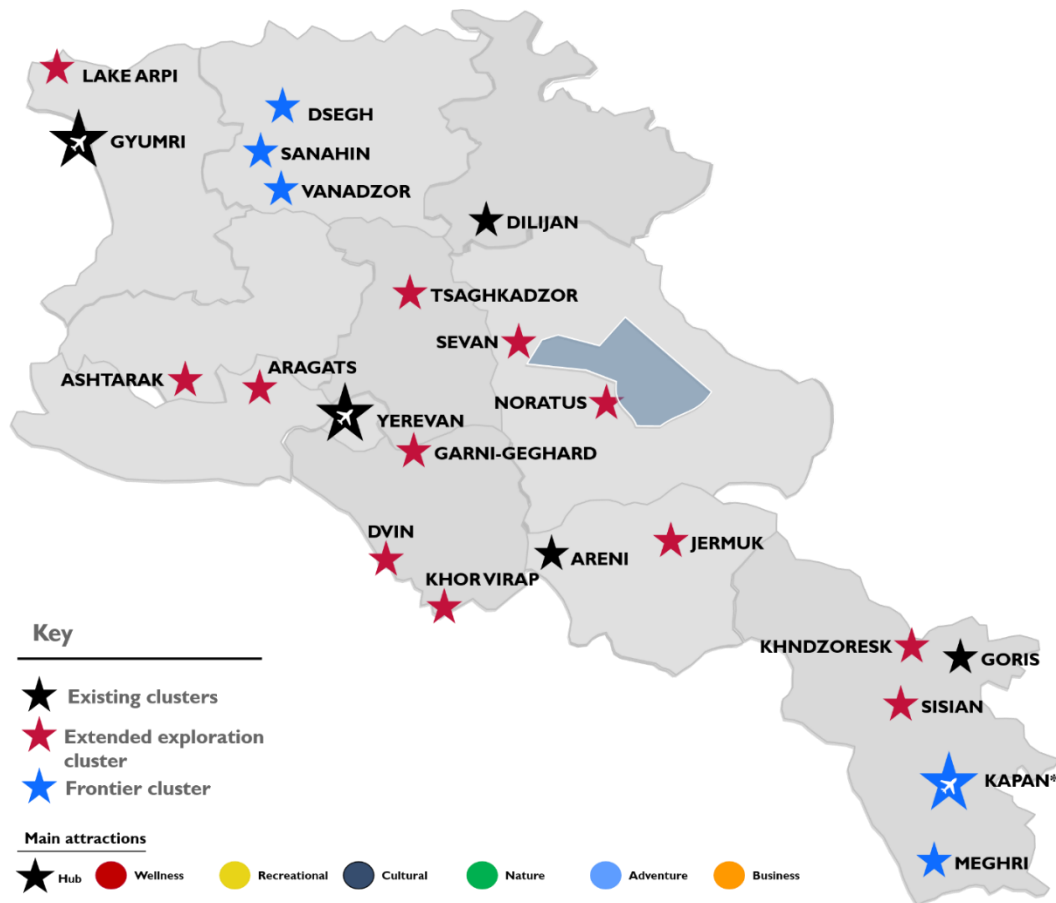 LAKE ARPI
DSEGH
GYUMRI
SANAHIN
VANADZOR
DILIJAN
TSAGHKADZOR
SEVAN
ARAGATS
ASHTARAK
NORATUS
YEREVAN
GARNI-GEGHARD
DVIN
JERMUK
ARENI
KHOR VIRAP
KHNDZORESK
GORIS
SISIAN
KAPAN*
MEGHRI
Key
Existing clusters
Extended exploration
cluster
Frontier cluster
Main attractions
Hub
Wellness
Recreational
Cultural
Nature
Adventure
Business